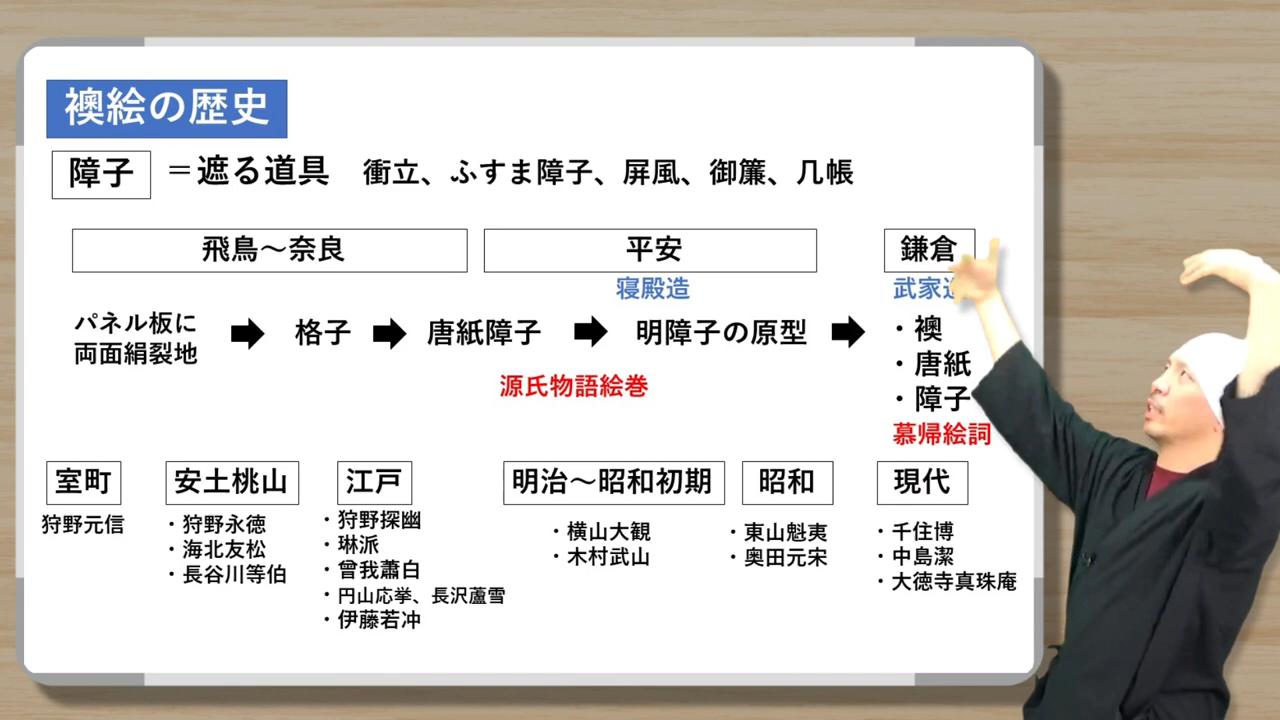 襖絵の歴史
障子 ＝遮る道具 衝立、ふすま障子、屏風、御簾、几帳
飛鳥～奈良 平安 鎌倉
寝殿造 武家
パネル板に
両面絹裂地
格子 唐紙障子 明障子の原型
・襖
・唐紙
・障子
源氏物語絵巻
慕帰絵詞
室町
狩野元信
安土桃山
・狩野永徳
・海北友松
・長谷川等伯
江戸
・狩野探幽
・琳派
・曾我蕭白
・円山応挙、長沢蘆雪
・伊藤若冲
明治～昭和初期
・横山大観
・木村武山
昭和
・東山魁夷
・奥田元宋
現代
・千住博
・中島潔
・大徳寺真珠庵